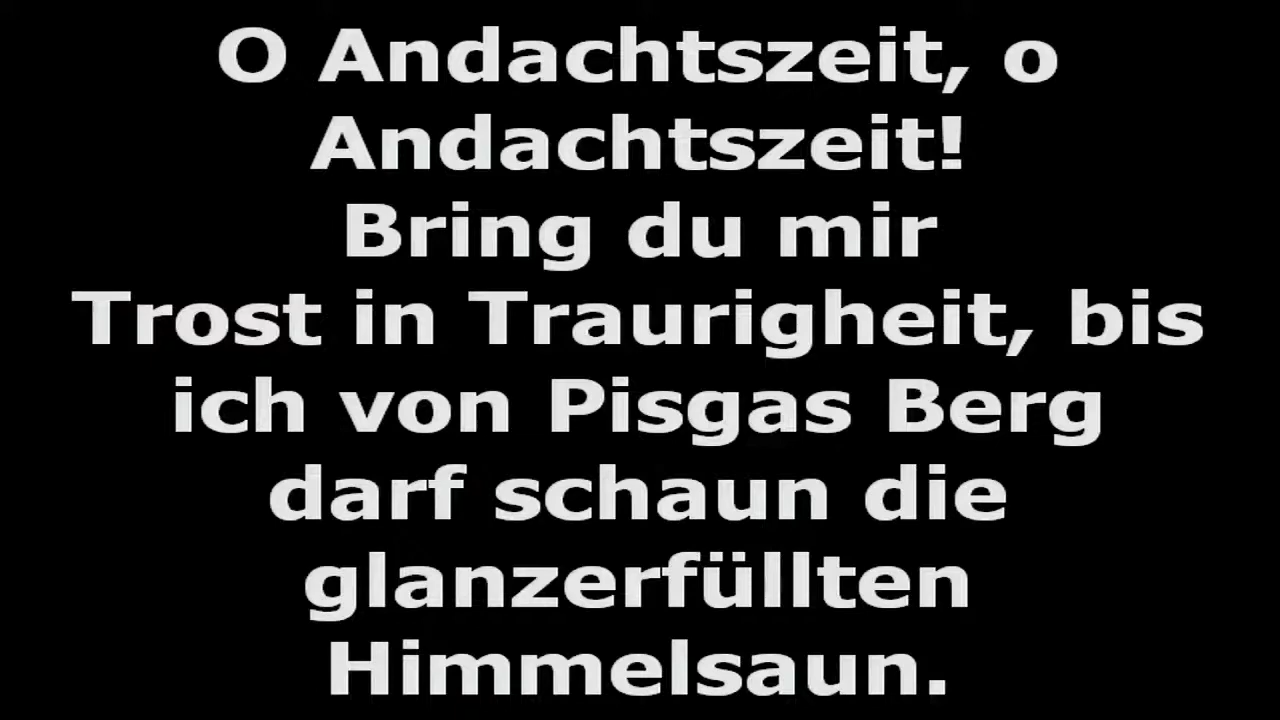 O Andachtszeit, o
Andachtszeit!
Bring du mir
Trost in Traurigheit, bis
ich von Pisgas Berg
darf schaun die
glanzerfüllten
Himmelsaun.